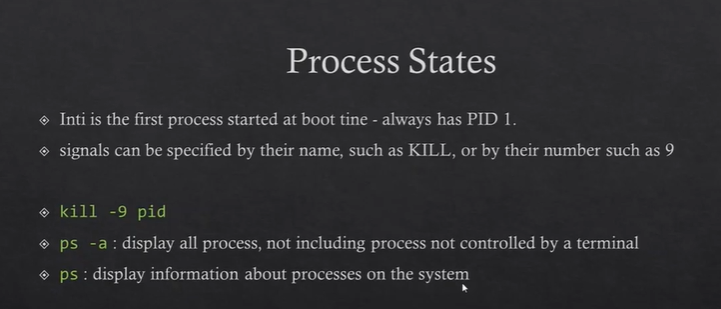 Process States
Inti is the first process started at boot tine - always has PID 1.
signals can be specified by their name, such as KILL, or by their number such as 9
kill -9 pid
ps -a : display all process, not including process not controlled by a terminal
ps : display information about processes on the system